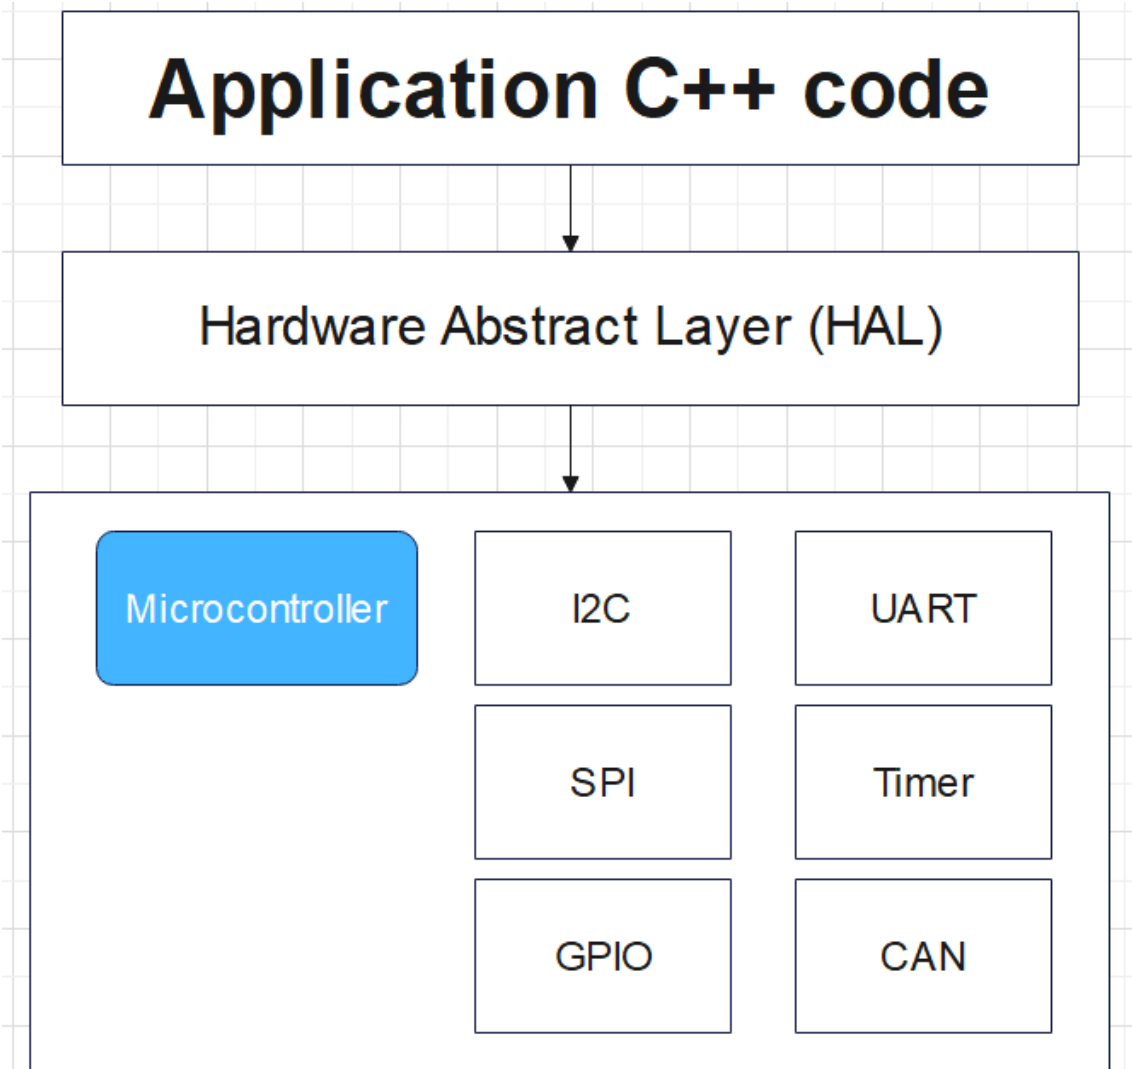 Application C++ code
Hardware Abstract Layer (HAL)
Microcontroller
I2C
UART
SPI
Timer
GPIO
CAN